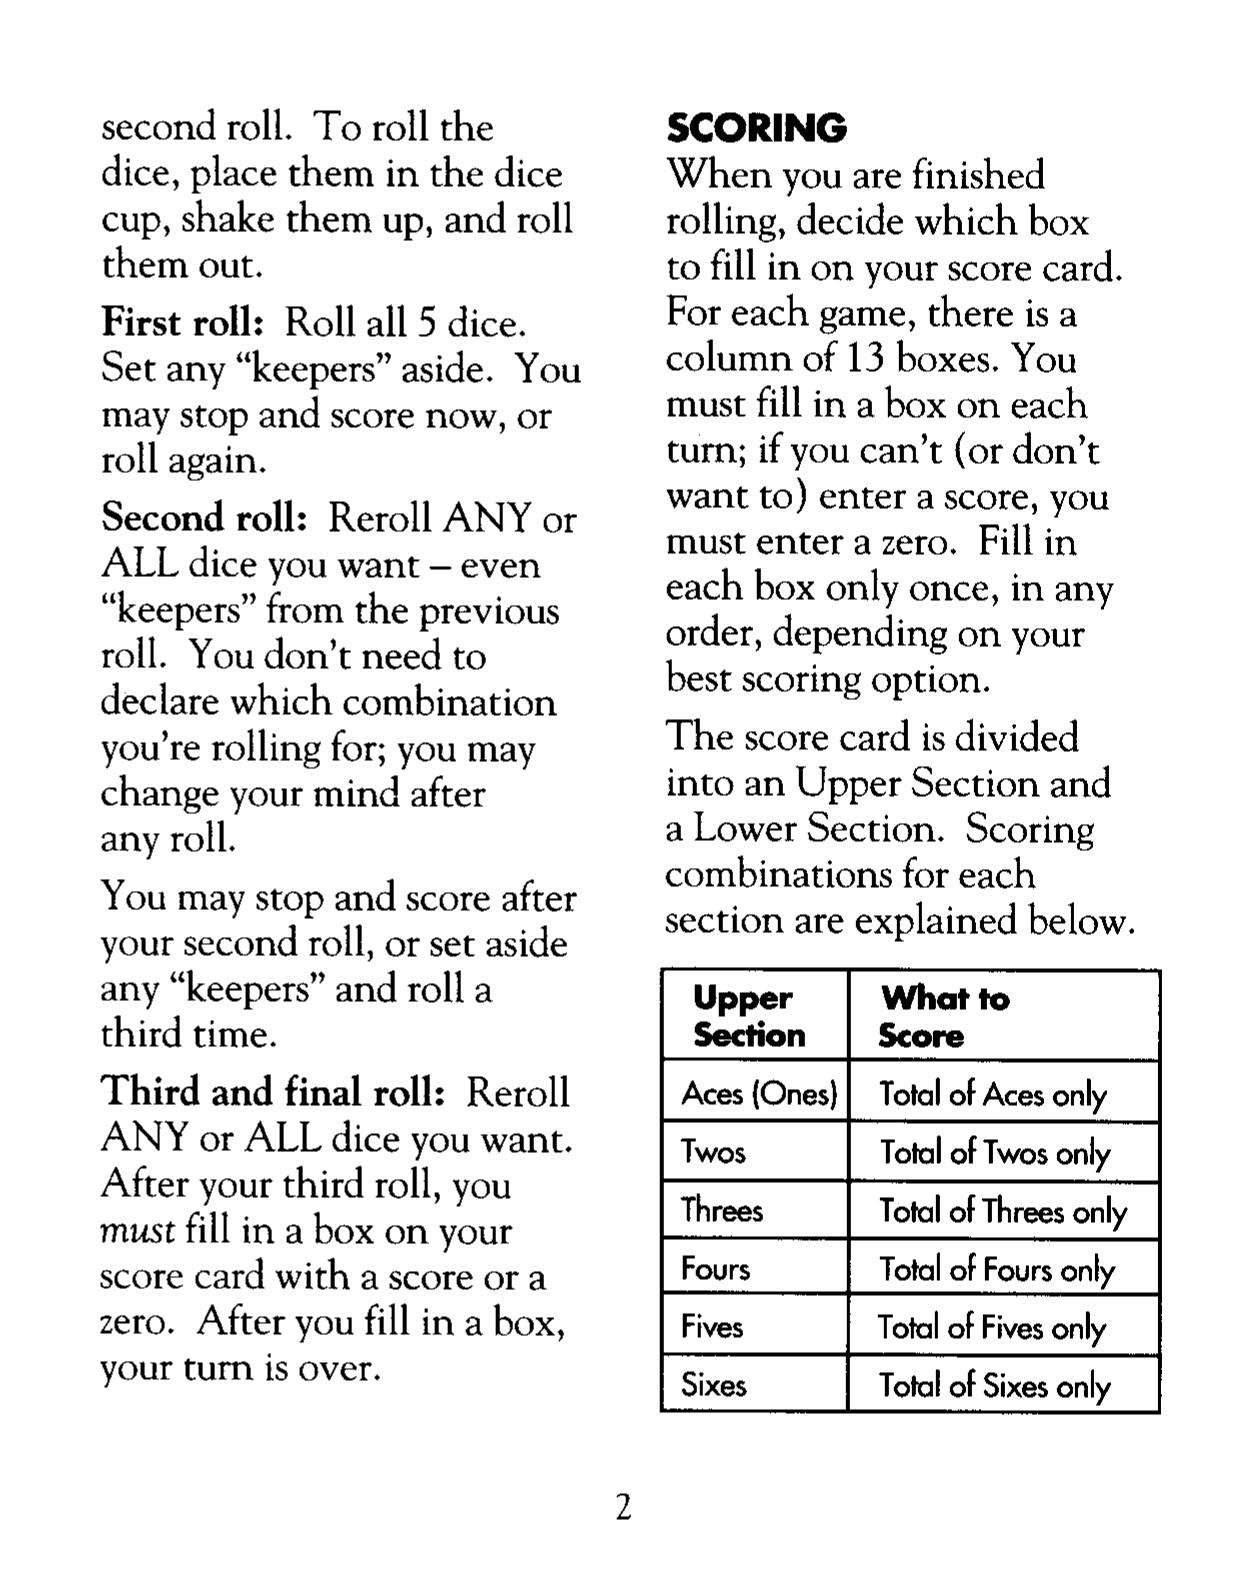 second roll. To roll the
dice, place them in the dice
cup, shake them up, and roll
them out.
First roll: Roll all 5 dice.
Set any “keepers” aside. You
may stop and score now, or
roll again.
Second roll: Reroll ANY or
ALL dice you want – even
“keepers” from the previous
roll. You don’t need to
declare which combination
you’re rolling for; you may
change your mind after
any roll.
You may stop and score after
your second roll, or set aside
any “keepers” and roll a
third time.
Third and final roll: Reroll
ANY or ALL dice you want.
After your third roll, you
must fill in a box on your
score card with a score or a
zero. After you fill in a box,
your turn is over.
SCORING
When you are finished
rolling, decide which box
to fill in on your score card.
For each game, there is a
column of 13 boxes. You
must fill in a box on each
turn; if you can’t (or don’t
want to) enter a score, you
must enter a zero. Fill in
each box only once, in any
order, depending on your
best scoring option.
The score card is divided
into an Upper Section and
a Lower Section. Scoring
combinations for each
section are explained below.
Upper Section What to Score
Aces (Ones) Total of Aces only
Twos Total of Twos only
Threes Total of Threes only
Fours Total of Fours only
Fives Total of Fives only
Sixes Total of Sixes only
2